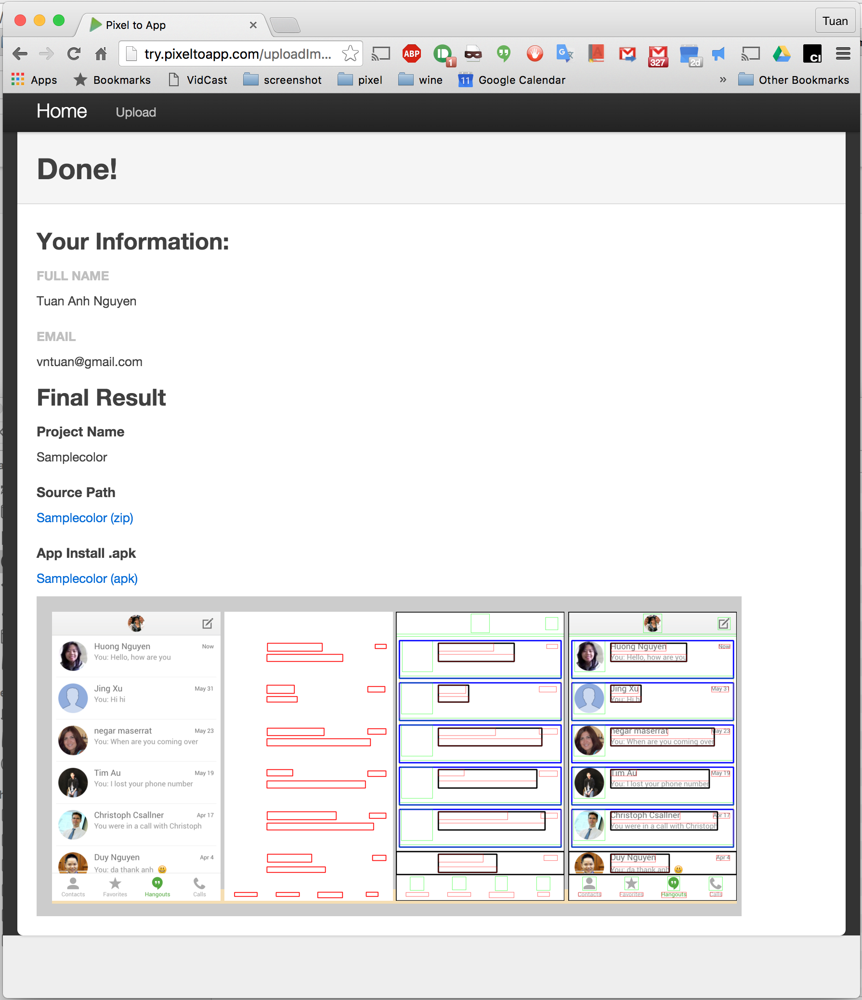 Pixel to App
Tuan
try.pixeltoapp.com/uploadIm...
ABP
1
G
A
327
2d
CI
Apps
Bookmarks
VidCast
screenshot
pixel
wine
11
Google Calendar
»
Other Bookmarks
Home
Upload
Done!
Your Information:
FULL NAME
Tuan Anh Nguyen
EMAIL
vntuan@gmail.com
Final Result
Project Name
Samplecolor
Source Path
Samplecolor (zip)
App Install .apk
Samplecolor (apk)
Huong Nguyen
Now
You: Hello, how are you
Jing Xu
May 31
You: Hi hi
negar maserrat
May 23
You: When are you coming over
Tim Au
May 19
You: I lost your phone number
Christoph Csallner
Apr 17
You were in a call with Christoph
Duy Nguyen
Apr 4
You: da thank anh
Contacts
Favorites
Hangouts
Calls
Huong Nguyen
Now
You: Hello, how are you
Jing Xu
May 31
You: Hi h
negar maserrat
May 23
You: When are you coming over
Tim Au
May 19
You: I lost your phone number
Christoph Csallner
Apr 17
You were in a call with Christoph
Duy Nguyen
Apr 4
You: da thank anh
Contacts
Favorites
Hangouts
Calls